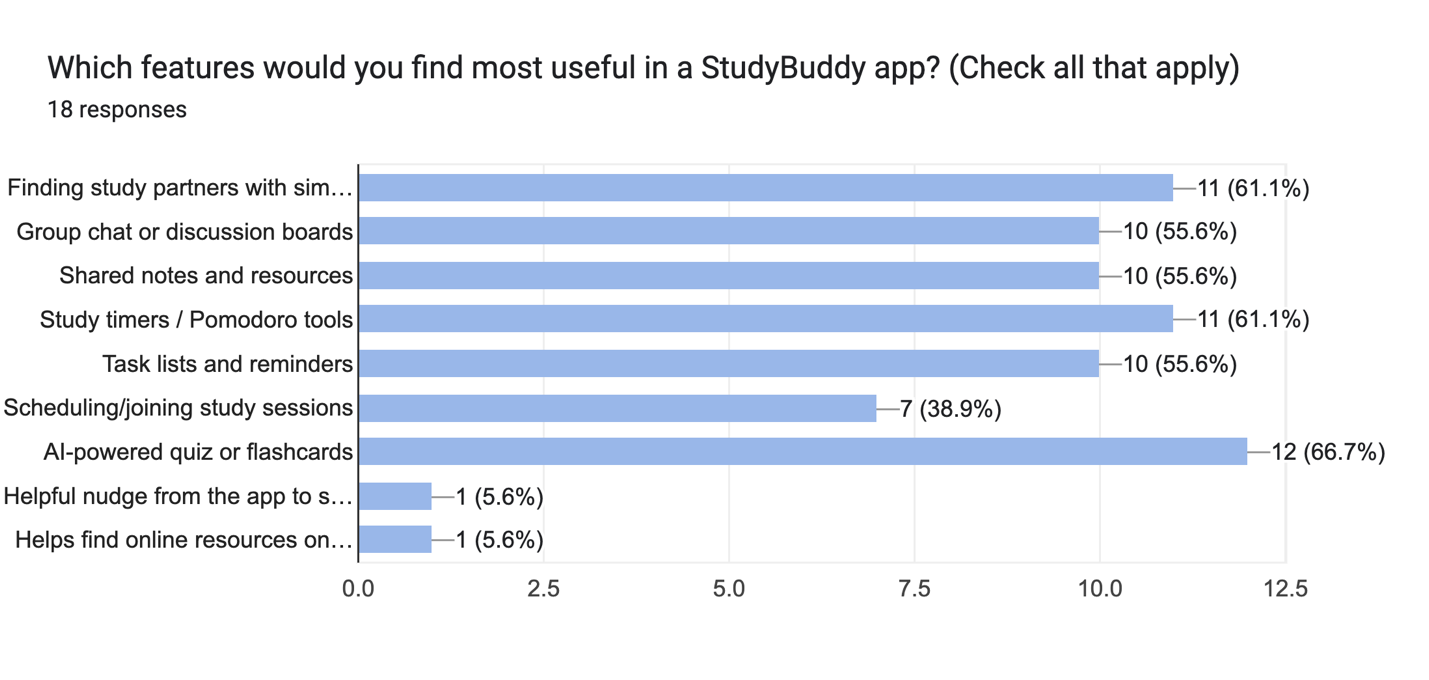 Which features would you find most useful in a StudyBuddy app? (Check all that apply)
18 responses
Finding study partners with sim… 11 (61.1%)
Group chat or discussion boards 10 (55.6%)
Shared notes and resources 10 (55.6%)
Study timers / Pomodoro tools 11 (61.1%)
Task lists and reminders 10 (55.6%)
Scheduling/joining study sessions 7 (38.9%)
AI-powered quiz or flashcards 12 (66.7%)
Helpful nudge from the app to s… 1 (5.6%)
Helps find online resources on… 1 (5.6%)
0.0 2.5 5.0 7.5 10.0 12.5